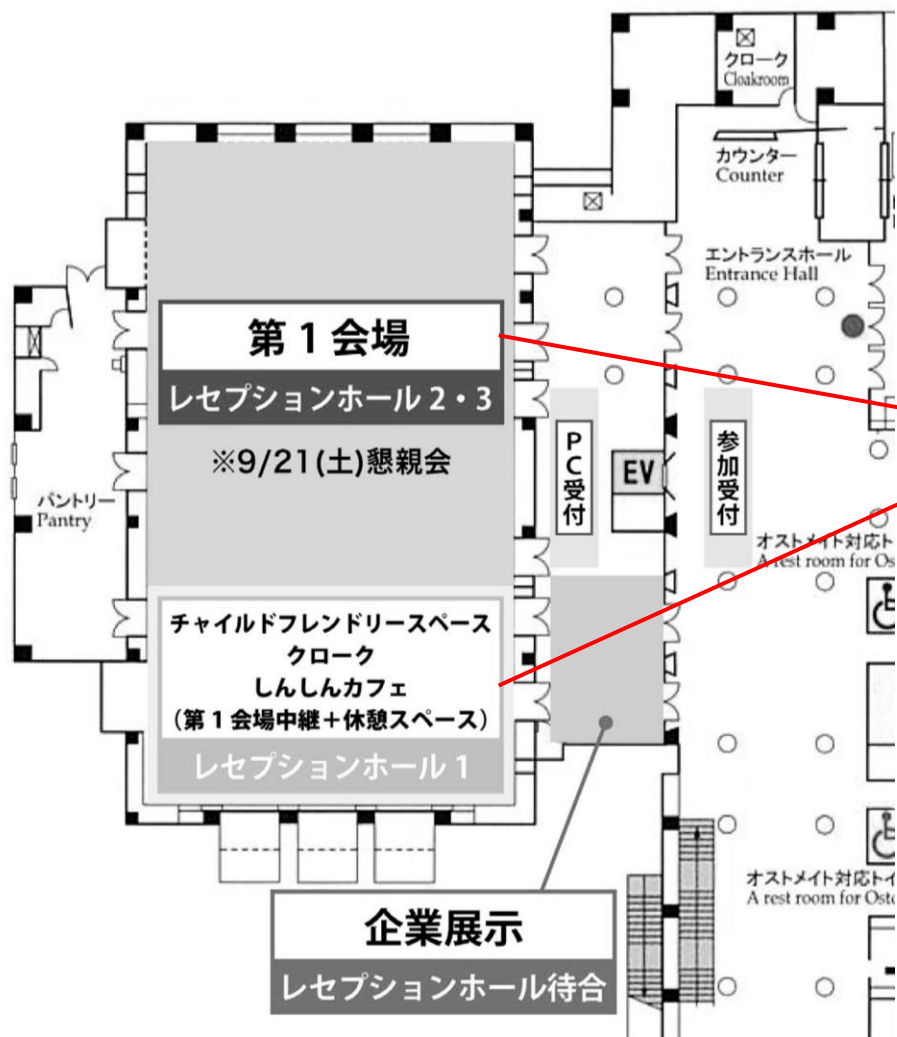 クローク
Cloakroom
カウンター
Counter
エントランスホール
Entrance Hall
第1会場
レセプションホール2・3
※9/21(土)懇親会
パントリー
Pantry
PC受付
EV
参加受付
オストメイト対応ト
A rest room for Os
チャイルドフレンドリースペース
クローク
しんしんカフェ
(第1会場中継+休憩スペース)
レセプションホール1
オストメイト対応トイ
A rest room for Osto
企業展示
レセプションホール待合